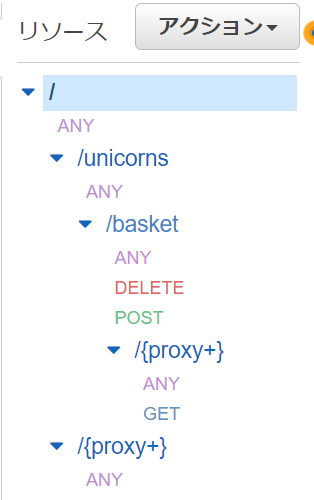 リソース
アクション
/
ANY
/unicorns
ANY
/basket
ANY
DELETE
POST
/{proxy+}
ANY
GET
/{proxy+}
ANY